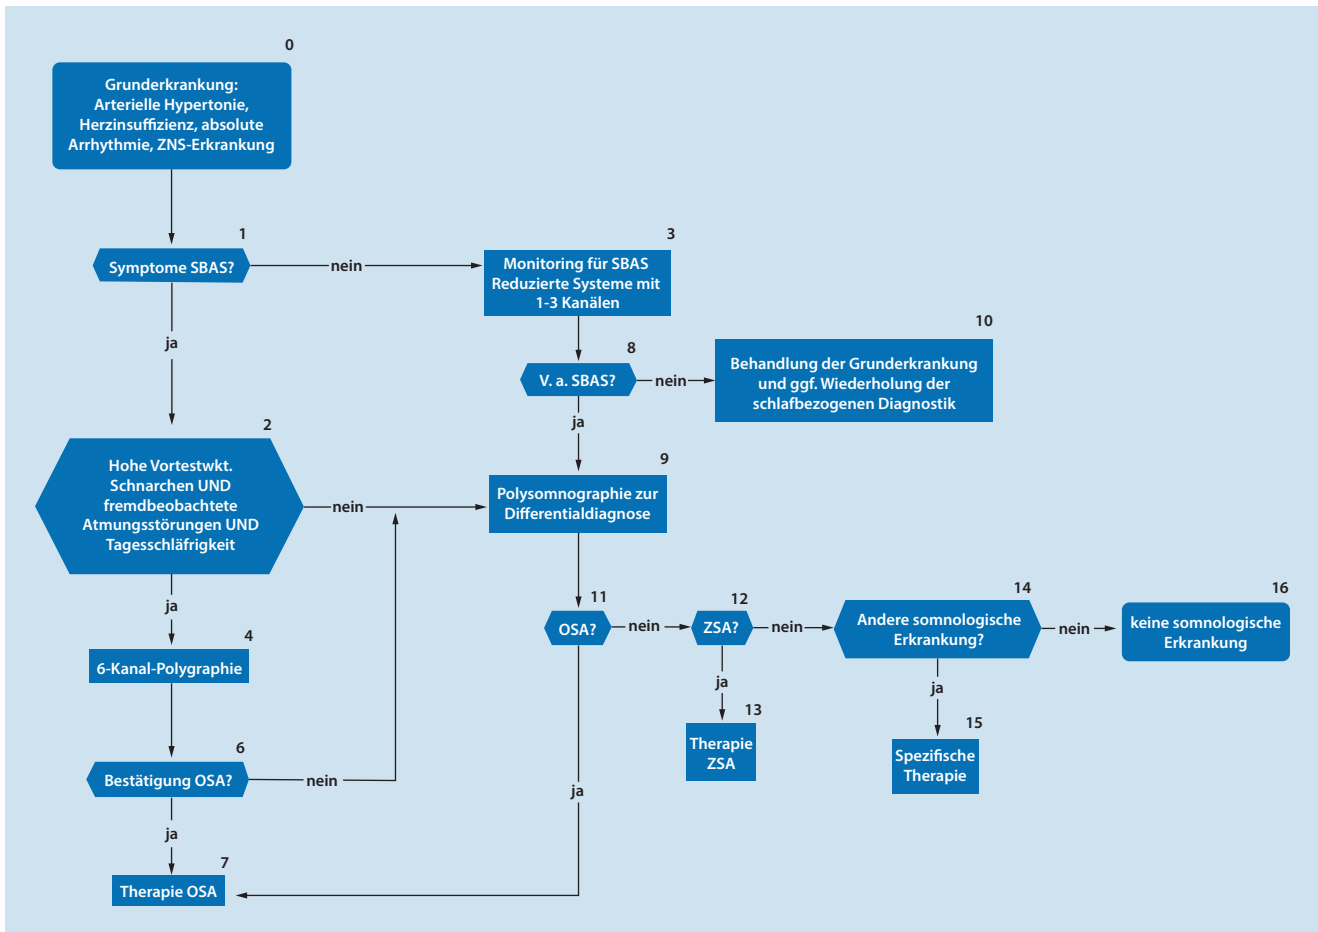 0
Grunderkrankung:
Arterielle Hypertonie,
Herzinsuffizienz, absolute
Arrhythmie, ZNS-Erkrankung
1
Symptome SBAS?
nein
3
Monitoring für SBAS
Reduzierte Systeme mit
1-3 Kanälen
ja
8
V. a. SBAS?
nein
10
Behandlung der Grunderkrankung
und ggf. Wiederholung der
schlafbezogenen Diagnostik
ja
2
Hohe Vortestwkt.
Schnarchen UND
fremdbeobachtete
Atmungsstörungen UND
Tagesschläfrigkeit
nein
9
Polysomnographie zur
Differentialdiagnose
ja
4
6-Kanal-Polygraphie
11
OSA?
nein
12
ZSA?
nein
14
Andere somnologische
Erkrankung?
nein
16
keine somnologische
Erkrankung
ja
13
Therapie
ZSA
ja
15
Spezifische
Therapie
6
Bestätigung OSA?
nein
ja
ja
7
Therapie OSA